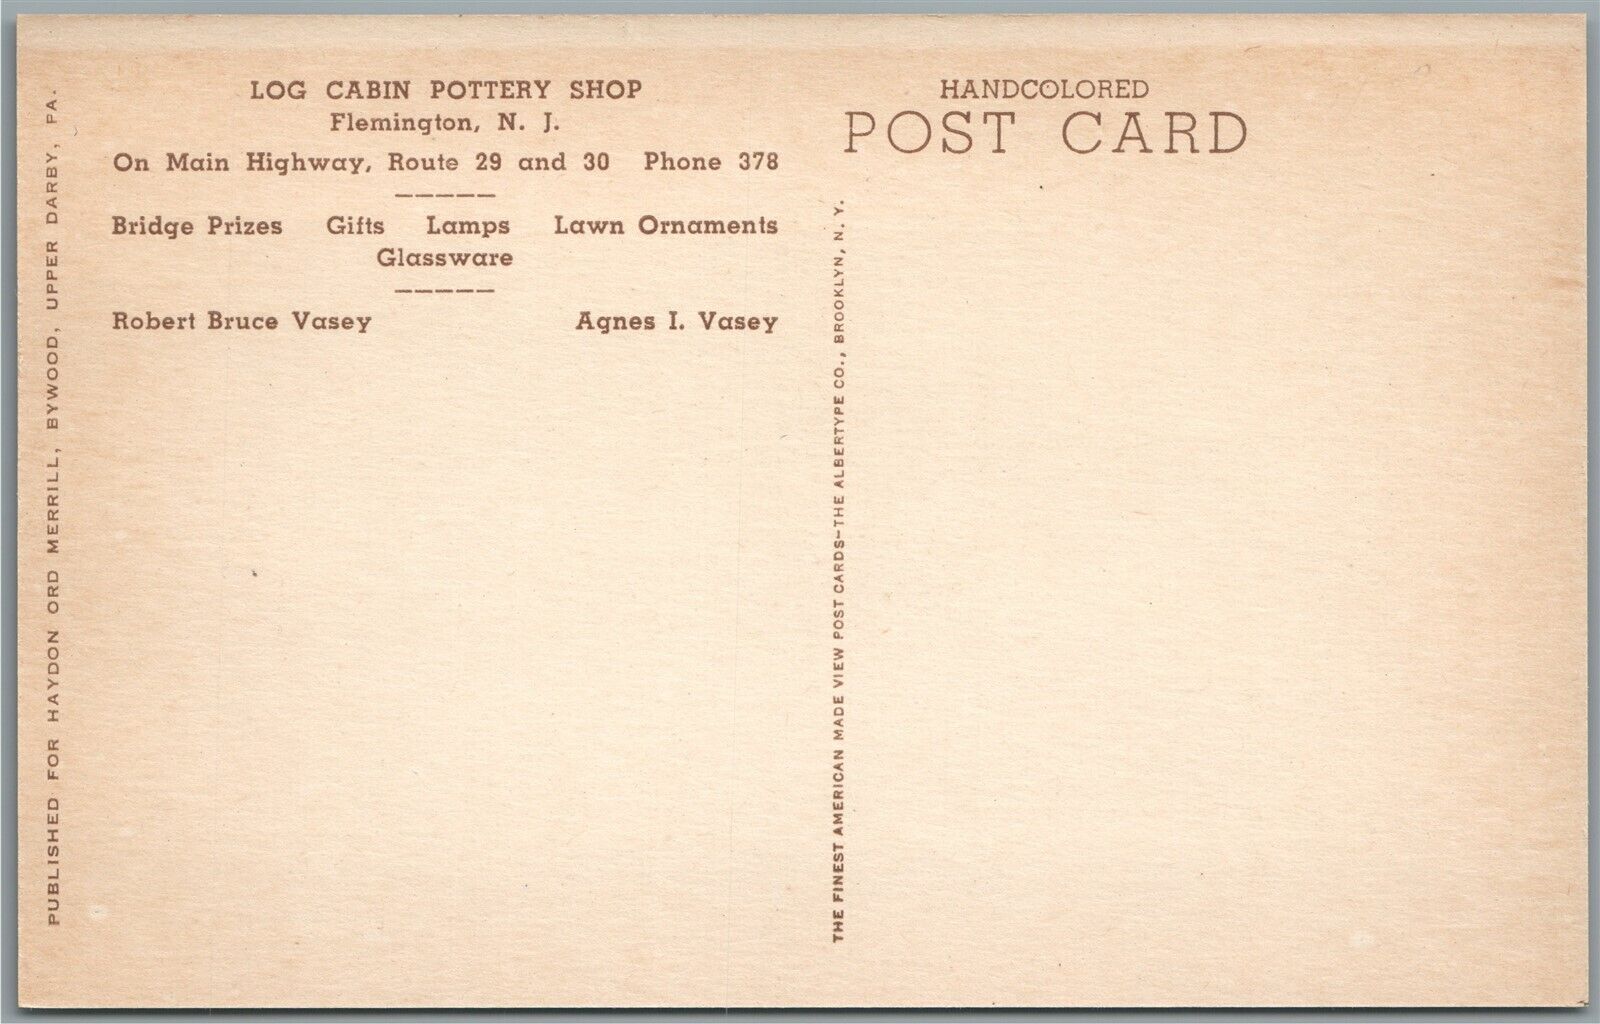 PUBLISHED FOR HAYDON ORD MERRILL, BYWOOD, UPPER DARBY, PA.
LOG CABIN POTTERY SHOP
Flemington, N. J.
On Main Highway, Route 29 and 30 Phone 378
Bridge Prizes Gifts Lamps Lawn Ornaments
Glassware
Robert Bruce Vasey Agnes I. Vasey
THE FINEST AMERICAN MADE VIEW POST CARDS—THE ALBERTYPE CO., BROOKLYN, N. Y.
HANDCOLORED
POST CARD